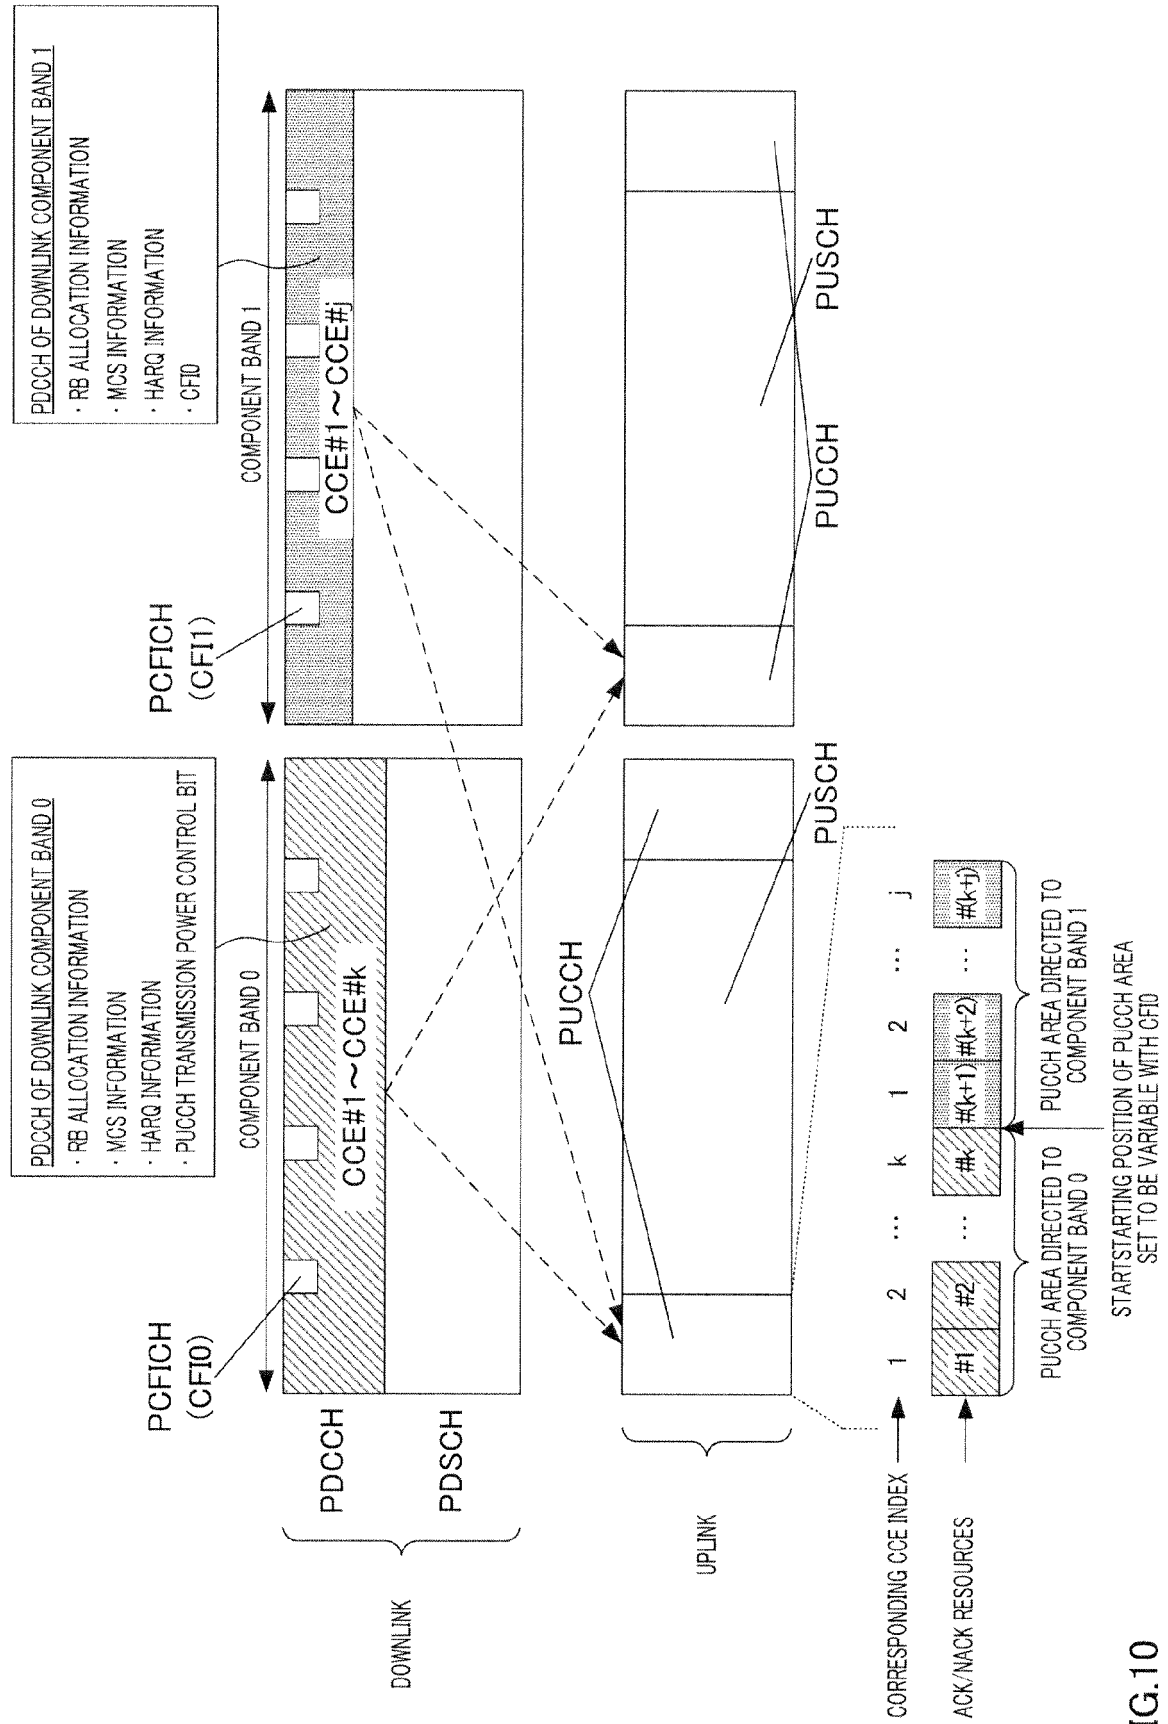 PDCCH OF DOWNLINK COMPONENT BAND 0
· RB ALLOCATION INFORMATION
· MCS INFORMATION
· HARQ INFORMATION
· PUCCH TRANSMISSION POWER CONTROL BIT
PDCCH OF DOWNLINK COMPONENT BAND 1
· RB ALLOCATION INFORMATION
· MCS INFORMATION
· HARQ INFORMATION
· CFI0
PCFICH
(CFI0)
COMPONENT BAND 0
PCFICH
(CFI1)
COMPONENT BAND 1
DOWNLINK
PDCCH
CCE#1~CCE#k
CCE#1~CCE#j
PDSCH
UPLINK
PUCCH
PUSCH
PUCCH
PUSCH
CORRESPONDING CCE INDEX
1 2 ... k 1 2 ... j
ACK/NACK RESOURCES
#1 #2 ... #k #(k+1) #(k+2) ... #(k+j)
PUCCH AREA DIRECTED TO
COMPONENT BAND 0
PUCCH AREA DIRECTED TO
COMPONENT BAND 1
STARTSTARTING POSITION OF PUCCH AREA
SET TO BE VARIABLE WITH CFI0
IG.10